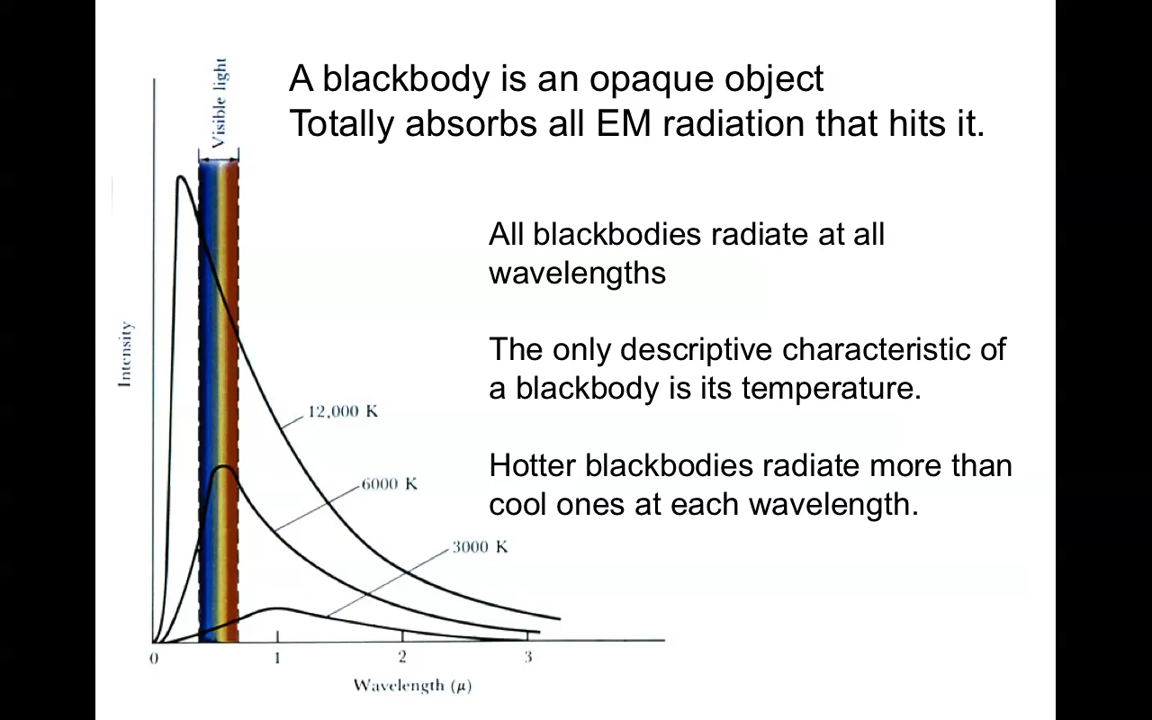 A blackbody is an opaque object
Totally absorbs all EM radiation that hits it.
Visible light
All blackbodies radiate at all
wavelengths
The only descriptive characteristic of
a blackbody is its temperature.
Hotter blackbodies radiate more than
cool ones at each wavelength.
Intensity
12,000 K
6000 K
3000 K
0 1 2 3
Wavelength (μ)